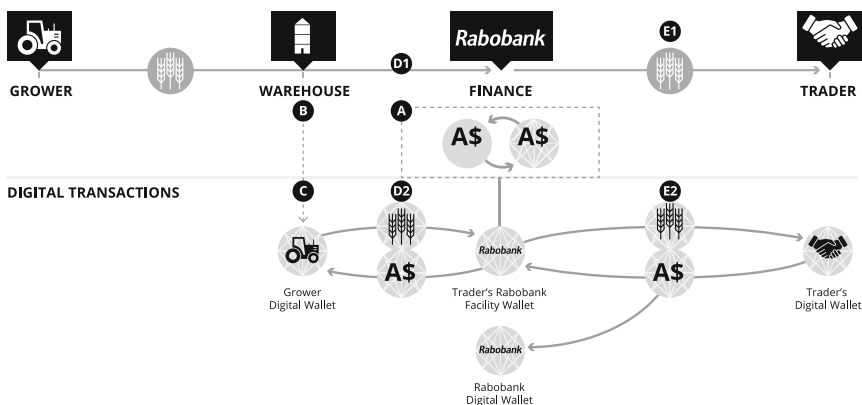 Rabobank
E1
D1
GROWER
WAREHOUSE
FINANCE
TRADER
B
A
A$
A$
DIGITAL TRANSACTIONS
C
D2
E2
Rabobank
A$
A$
Grower
Digital Wallet
Trader's Rabobank
Facility Wallet
Trader's
Digital Wallet
Rabobank
Rabobank
Digital Wallet